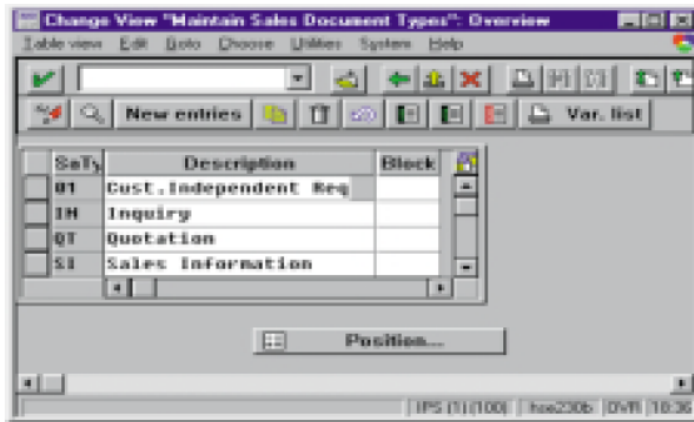 Change View "Maintain Sales Document Types": Overview
Table view Edit Goto Choose Utilities System Help
New entries Var. list
SaTy Description Block
01 Cust.Independent Req
IN Inquiry
QT Quotation
SI Sales Information
Position...
IPS (1) (100) OVR 10:36